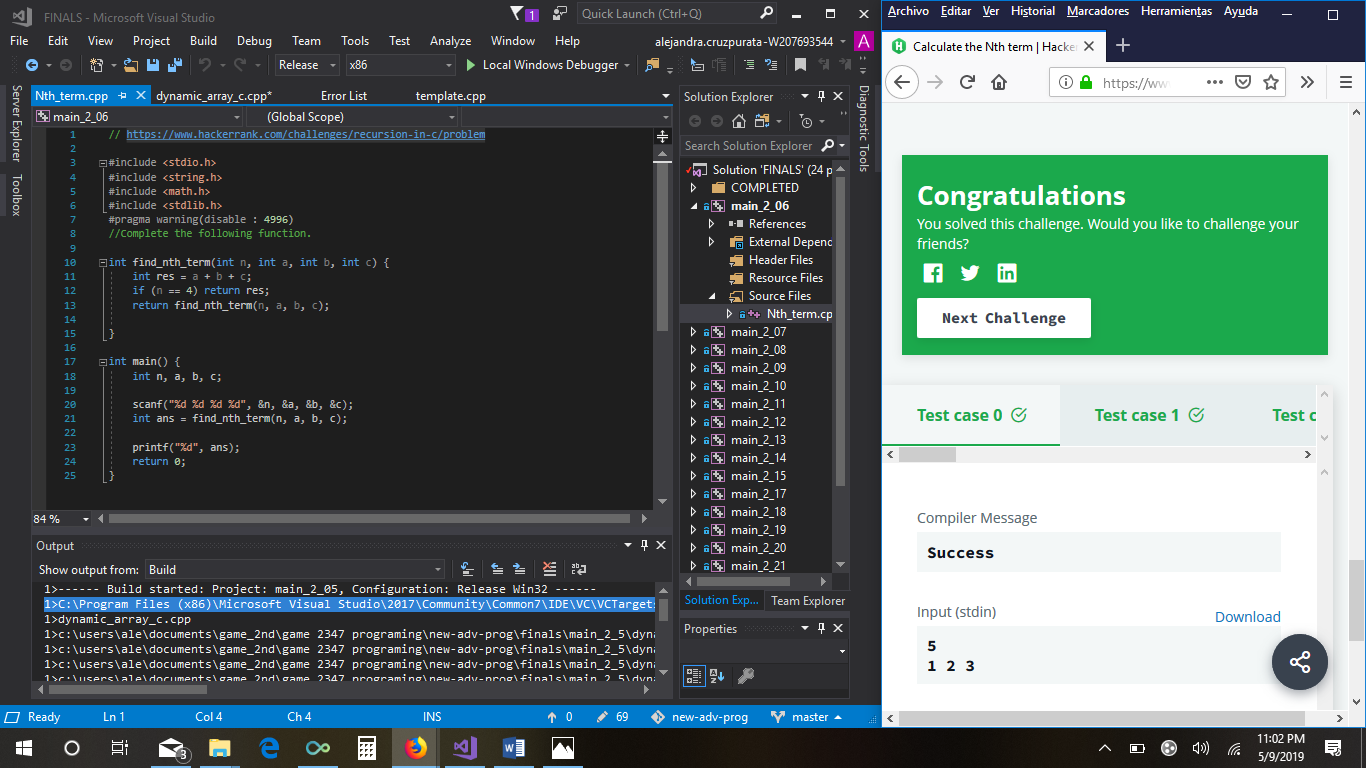 FINALS - Microsoft Visual Studio
1
Quick Launch (Ctrl+Q)
File Edit View Project Build Debug Team Tools Test Analyze Window Help alejandra.cruzpurata-W207693544 A
Release x86 Local Windows Debugger
Server Explorer
Toolbox
Nth_term.cpp dynamic_array_c.cpp* Error List template.cpp
main_2_06 (Global Scope)
1 // https://www.hackerrank.com/challenges/recursion-in-c/problem
2
3 #include <stdio.h>
4 #include <string.h>
5 #include <math.h>
6 #include <stdlib.h>
7 #pragma warning(disable : 4996)
8 //Complete the following function.
9
10 int find_nth_term(int n, int a, int b, int c) {
11 int res = a + b + c;
12 if (n == 4) return res;
13 return find_nth_term(n, a, b, c);
14
15 }
16
17 int main() {
18 int n, a, b, c;
19
20 scanf("%d %d %d %d", &n, &a, &b, &c);
21 int ans = find_nth_term(n, a, b, c);
22
23 printf("%d", ans);
24 return 0;
25 }
84 %
Output
Show output from: Build
1>------ Build started: Project: main_2_05, Configuration: Release Win32 ------
1>C:\Program Files (x86)\Microsoft Visual Studio\2017\Community\Common7\IDE\VC\VCTargets
1>dynamic_array_c.cpp
1>c:\users\ale\documents\game_2nd\game 2347 programing\new-adv-prog\finals\main_2_5\dyna
1>c:\users\ale\documents\game_2nd\game 2347 programing\new-adv-prog\finals\main_2_5\dyna
1>c:\users\ale\documents\game_2nd\game 2347 programing\new-adv-prog\finals\main_2_5\dyna
1>c:\users\ale\documents\game_2nd\game 2347 programing\new-adv-prog\finals\main_2_5\dyna
Solution Explorer
Search Solution Explorer
Solution 'FINALS' (24 p
COMPLETED
main_2_06
References
External Depend
Header Files
Resource Files
Source Files
Nth_term.cp
main_2_07
main_2_08
main_2_09
main_2_10
main_2_11
main_2_12
main_2_13
main_2_14
main_2_15
main_2_17
main_2_18
main_2_19
main_2_20
main_2_21
Solution Exp... Team Explorer
Properties
Diagnostic Tools
Ready Ln 1 Col 4 Ch 4 INS 0 69 new-adv-prog master
Archivo Editar Ver Historial Marcadores Herramientas Ayuda
Calculate the Nth term | Hacker
https://ww
Congratulations
You solved this challenge. Would you like to challenge your
friends?
Next Challenge
Test case 0 Test case 1 Test c
Compiler Message
Success
Input (stdin) Download
5
1 2 3
3
11:02 PM
5/9/2019